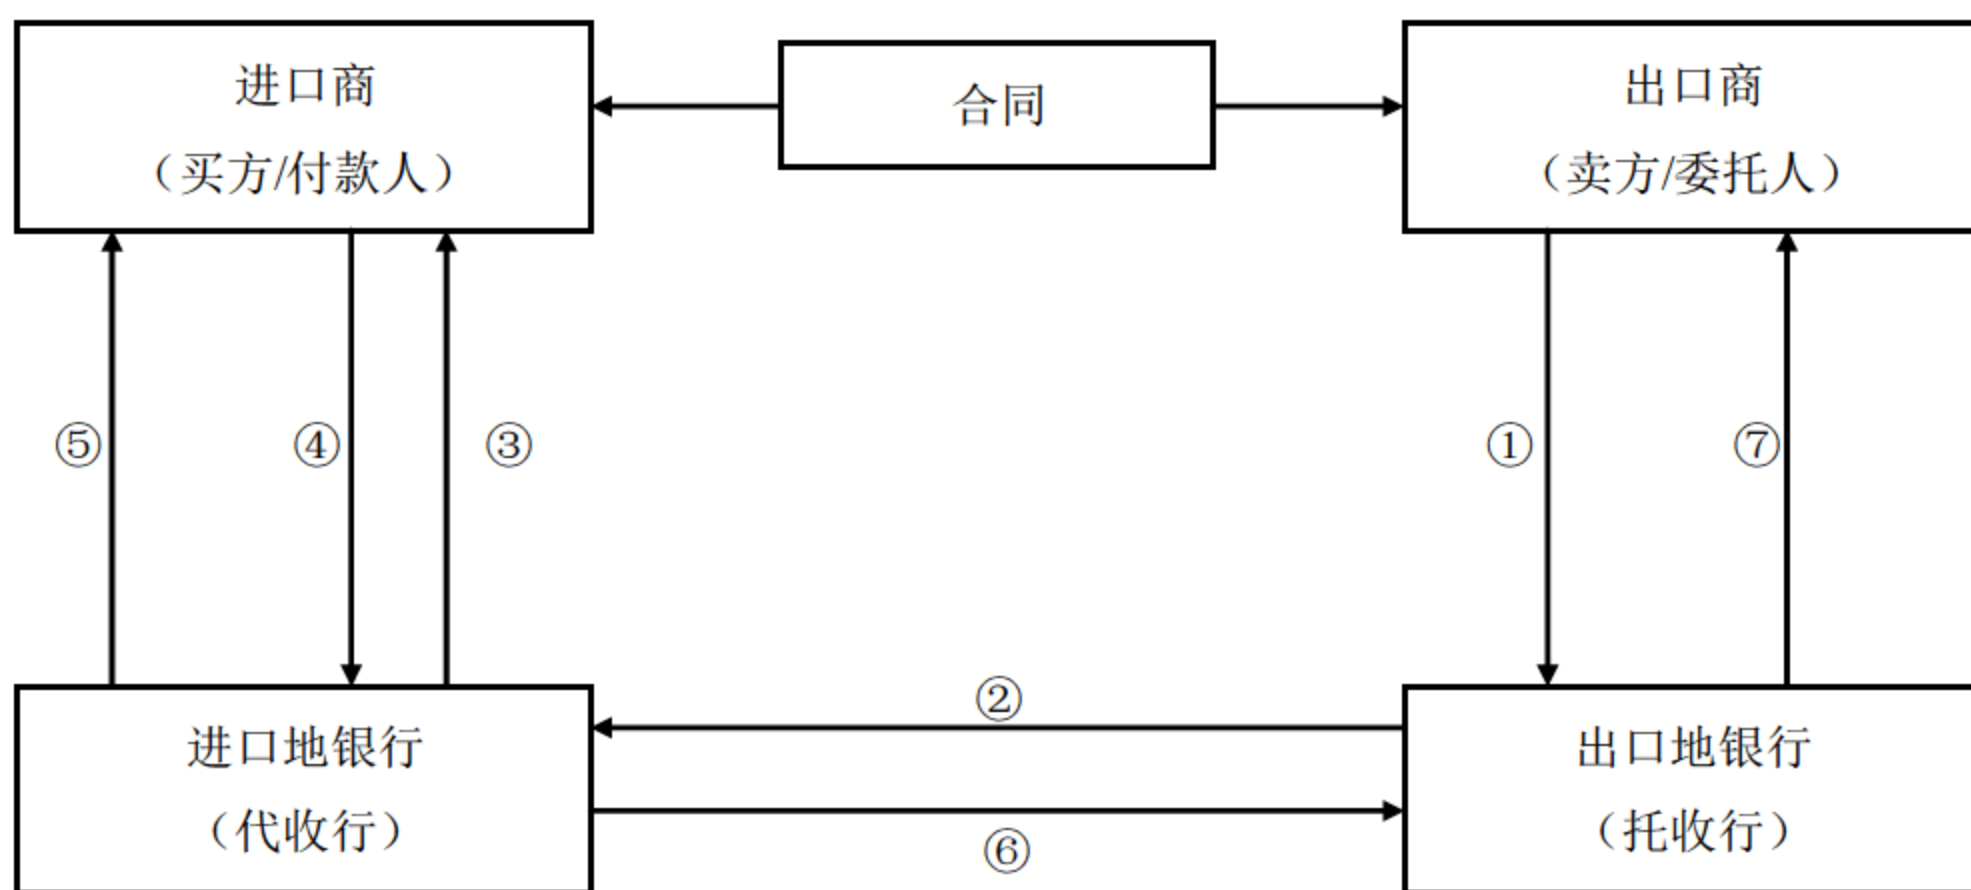 进口商
（买方/付款人）
合同
出口商
（卖方/委托人）
⑤
④
③
①
⑦
②
⑥
进口地银行
（代收行）
出口地银行
（托收行）